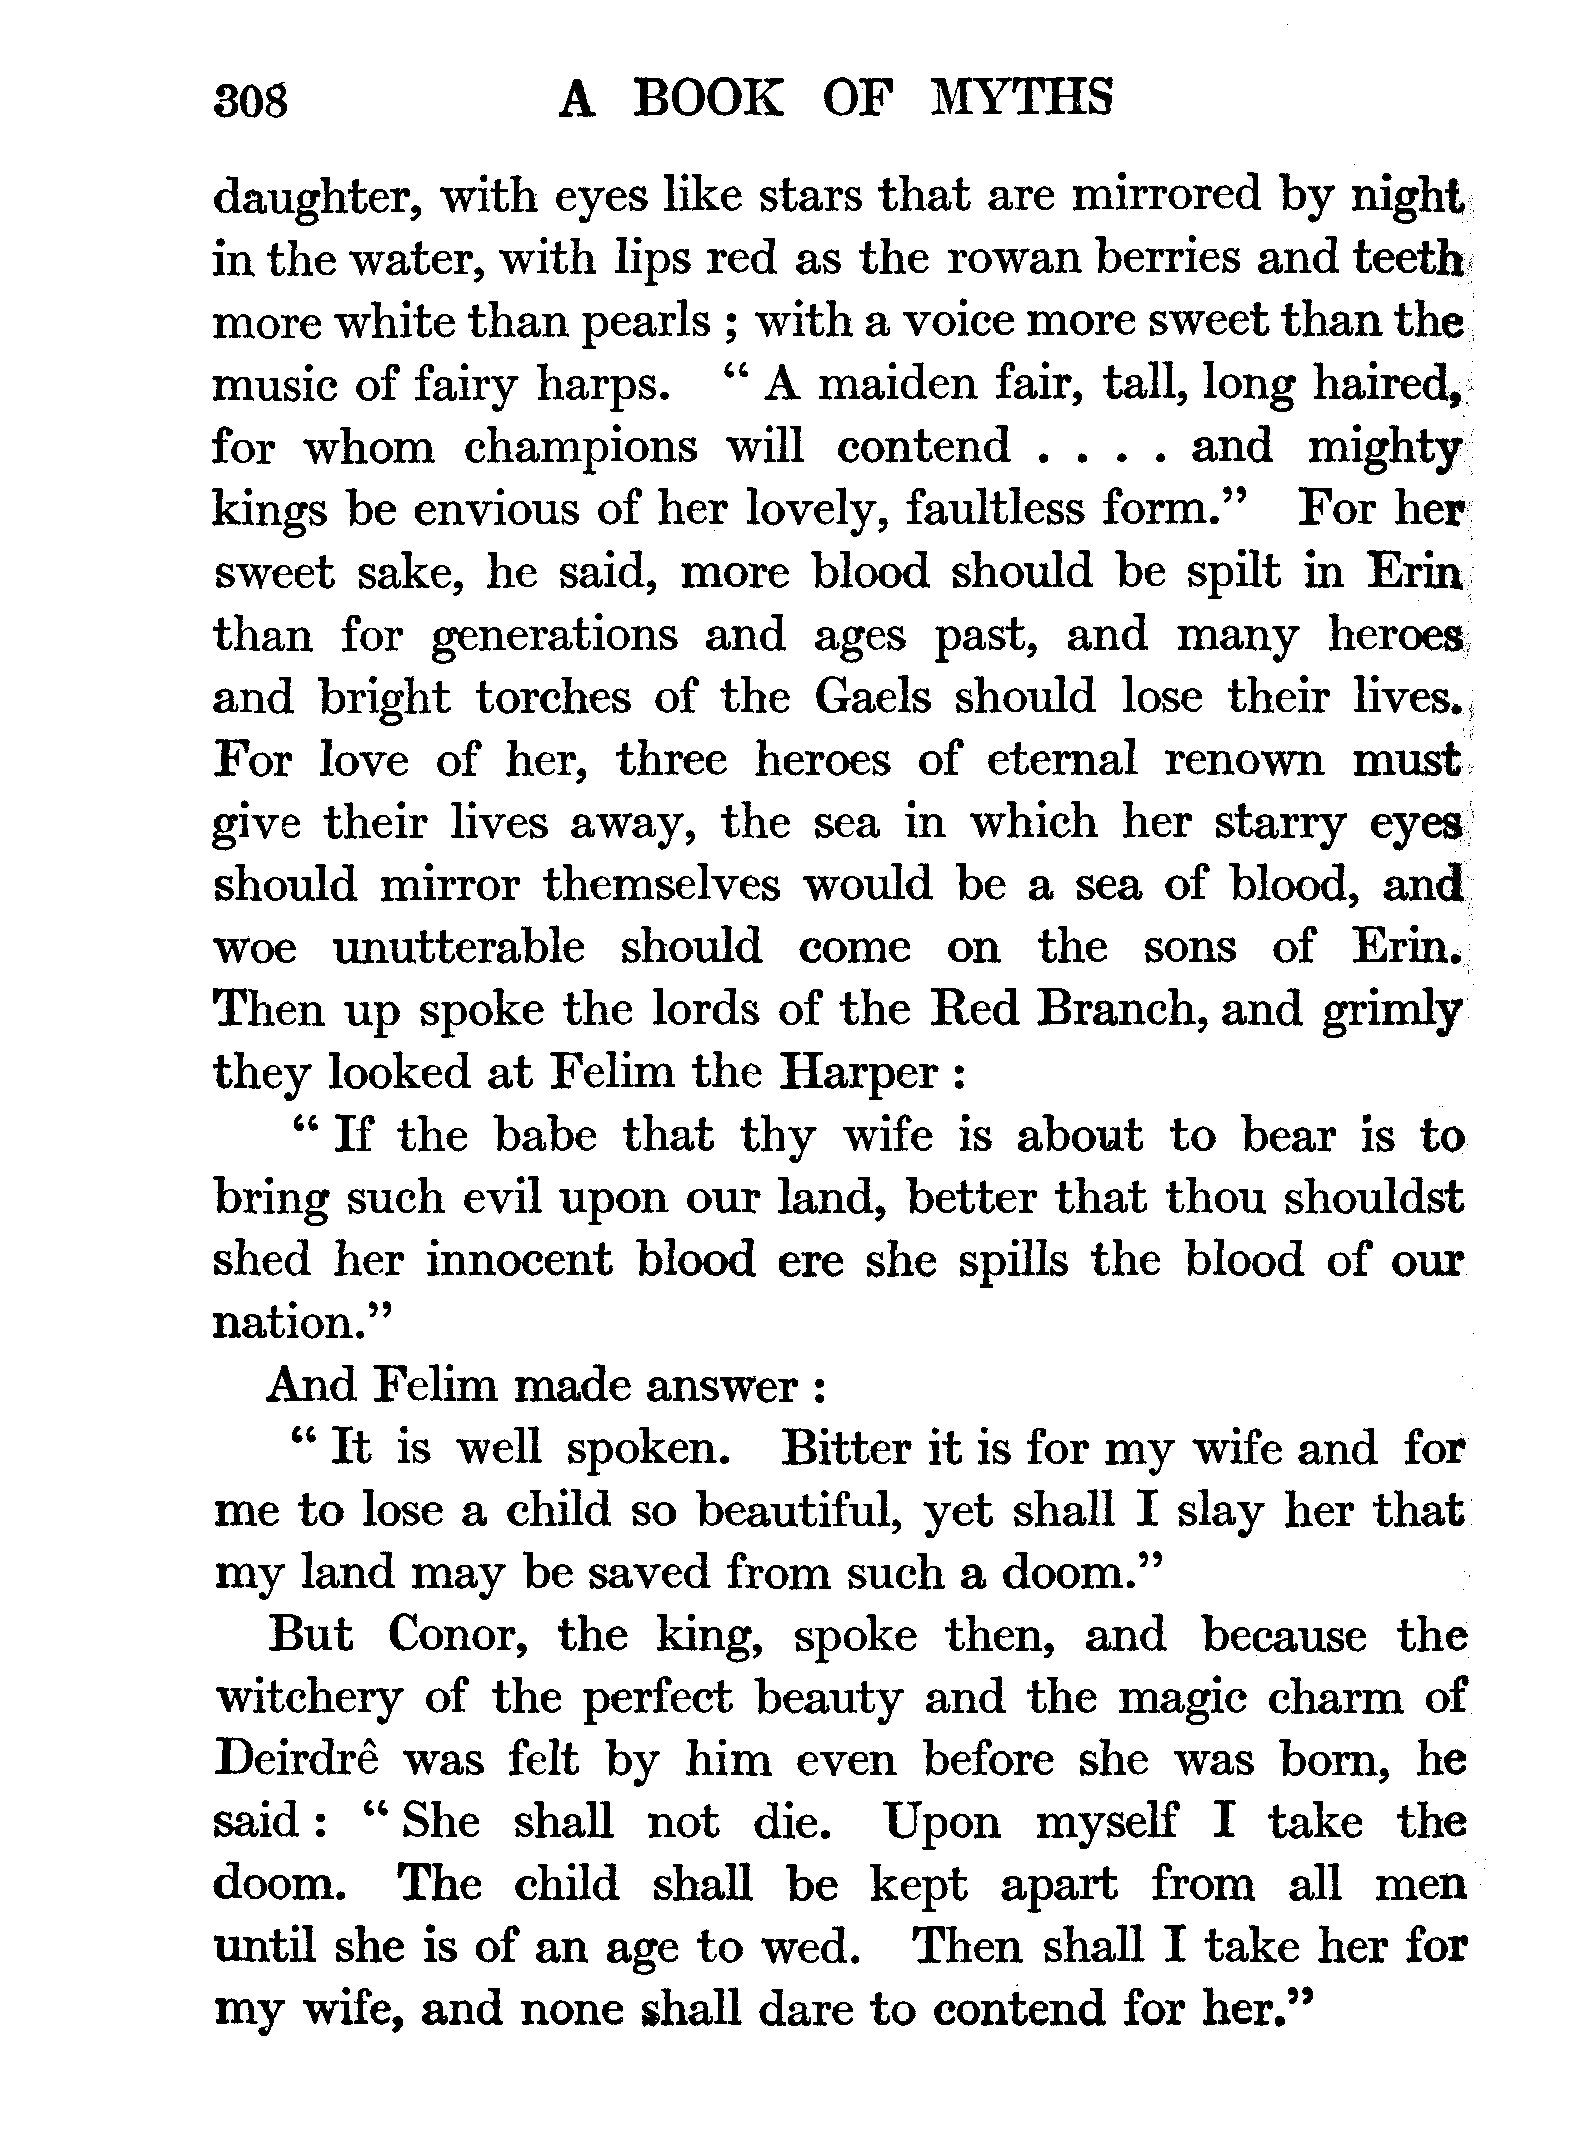 308 A BOOK OF MYTHS
daughter, with eyes like stars that are mirrored by night
in the water, with lips red as the rowan berries and teeth
more white than pearls ; with a voice more sweet than the
music of fairy harps. “ A maiden fair, tall, long haired,
for whom champions will contend . . . . and mighty
kings be envious of her lovely, faultless form.” For her
sweet sake, he said, more blood should be spilt in Erin
than for generations and ages past, and many heroes
and bright torches of the Gaels should lose their lives.
For love of her, three heroes of eternal renown must
give their lives away, the sea in which her starry eyes
should mirror themselves would be a sea of blood, and
woe unutterable should come on the sons of Erin.
Then up spoke the lords of the Red Branch, and grimly
they looked at Felim the Harper :
“ If the babe that thy wife is about to bear is to
bring such evil upon our land, better that thou shouldst
shed her innocent blood ere she spills the blood of our
nation.”
And Felim made answer :
“ It is well spoken. Bitter it is for my wife and for
me to lose a child so beautiful, yet shall I slay her that
my land may be saved from such a doom.”
But Conor, the king, spoke then, and because the
witchery of the perfect beauty and the magic charm of
Deirdrê was felt by him even before she was born, he
said : “ She shall not die. Upon myself I take the
doom. The child shall be kept apart from all men
until she is of an age to wed. Then shall I take her for
my wife, and none shall dare to contend for her.”